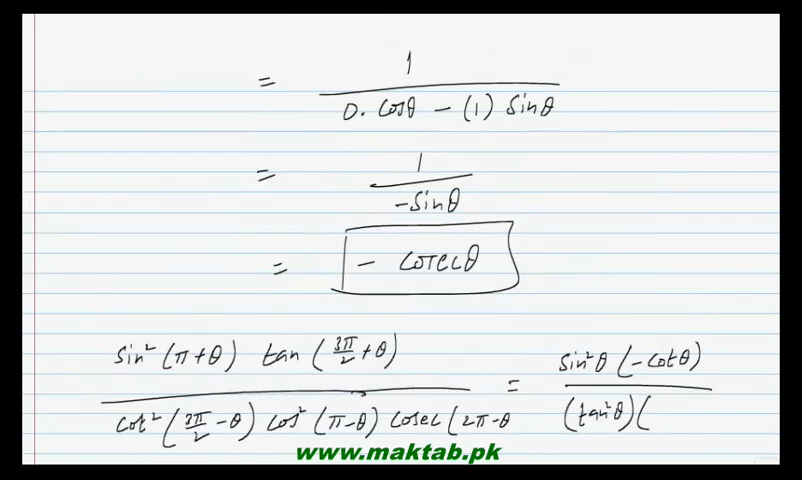 = 1 / (0. cosθ - (1) sinθ)
= 1 / (-sinθ)
= - cosecθ
sin² (π+θ) tan (3π/2 + θ) / cot² (3π/2 - θ) cos² (π-θ) cosec (2π-θ = sin²θ (-cotθ) / (tan²θ) (
www.maktab.pk